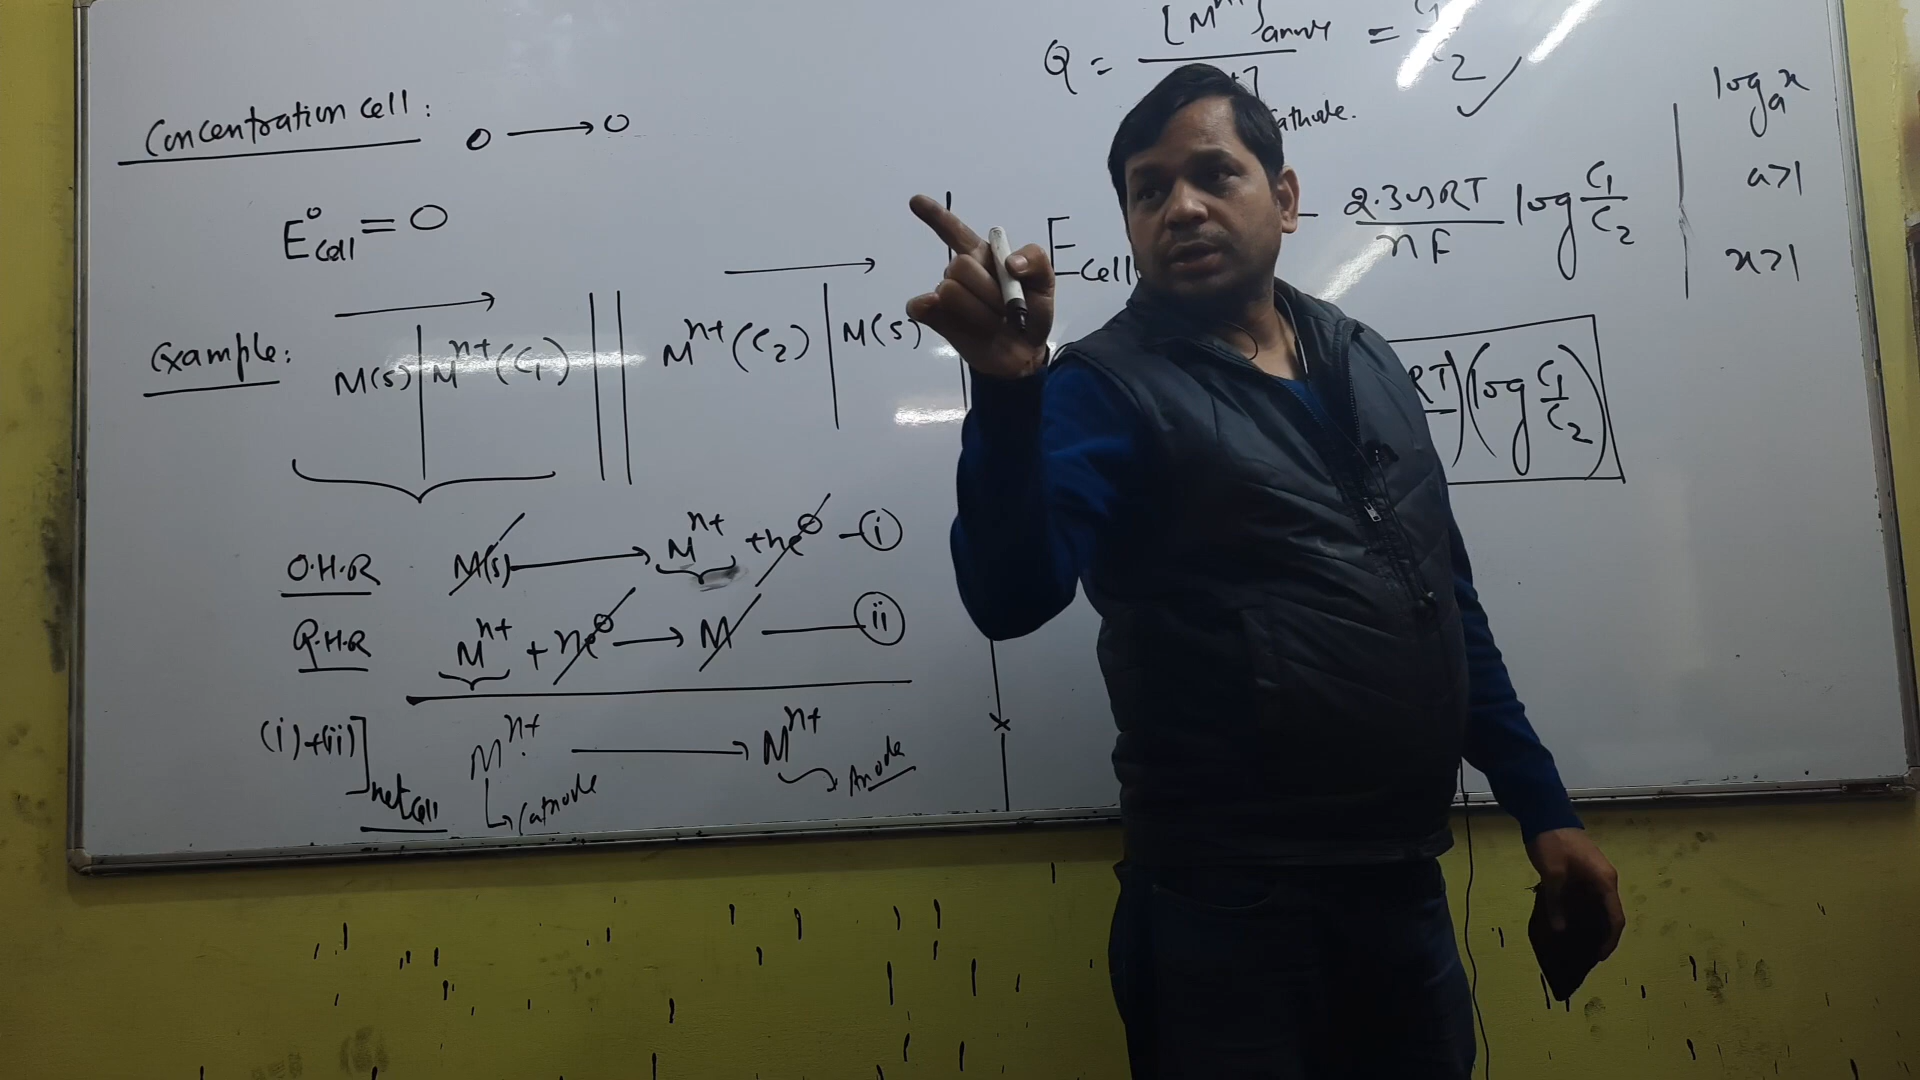 Concentration cell: 0 → 0
E°cell = 0
Example: M(s) | Mⁿ⁺(C₁) || Mⁿ⁺(C₂) | M(s)
O.H.R M(s) → Mⁿ⁺ + ne⊖ - (i)
R.H.R Mⁿ⁺ + ne⊖ → M — (ii)
(i)+(ii)] net cell Mⁿ⁺ → Mⁿ⁺
Cathode Anode
Q =
= C₁/C₂ ✓
cathode.
Ecell - 2.303RT/nF log C₁/C₂
RT) (log C₁/C₂)
logₐx
a>1
x>1